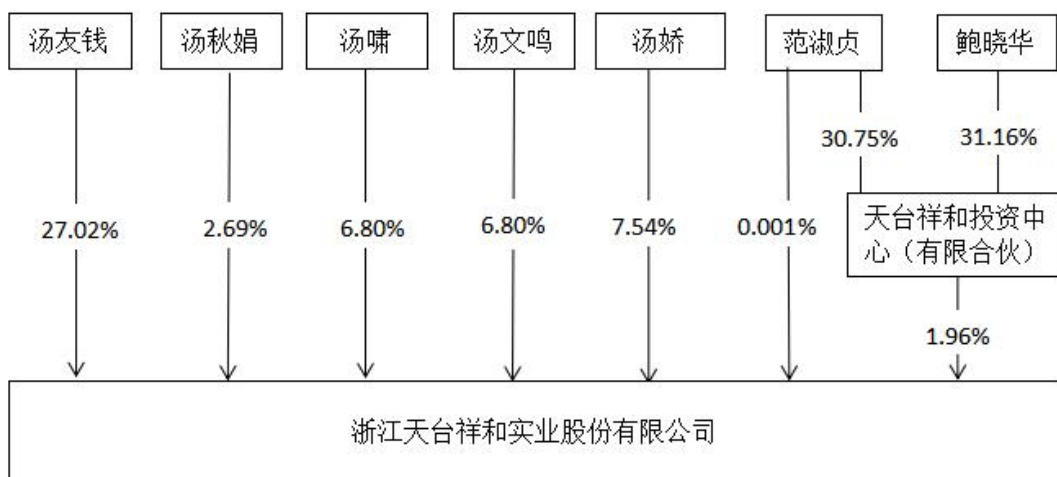 汤友钱
汤秋娟
汤啸
汤文鸣
汤娇
范淑贞
鲍晓华
30.75%
31.16%
27.02%
2.69%
6.80%
6.80%
7.54%
0.001%
天台祥和投资中
心（有限合伙）
1.96%
浙江天台祥和实业股份有限公司